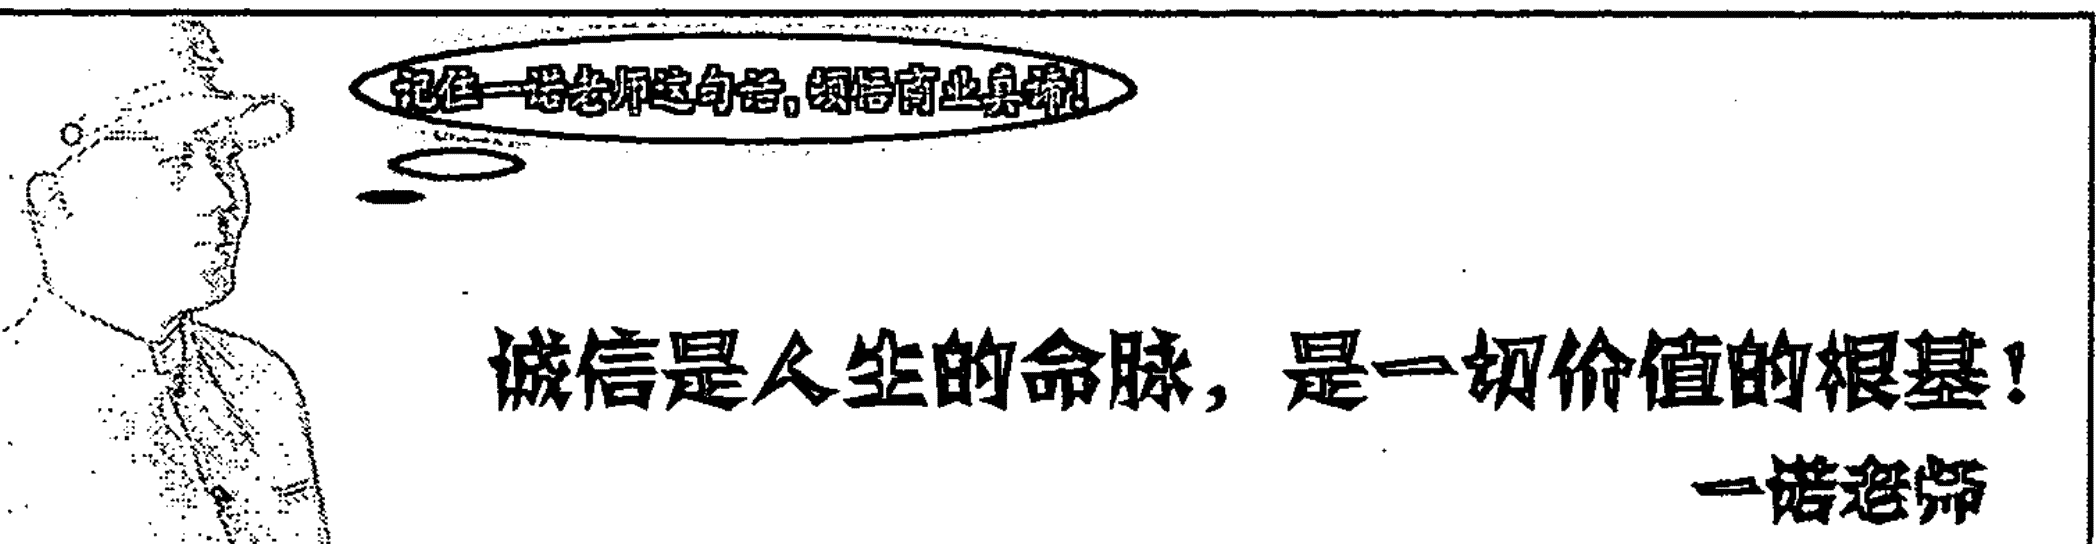 记住一诺老师这句话，领悟商业真谛！
诚信是人生的命脉，是一切价值的根基！
一诺老师